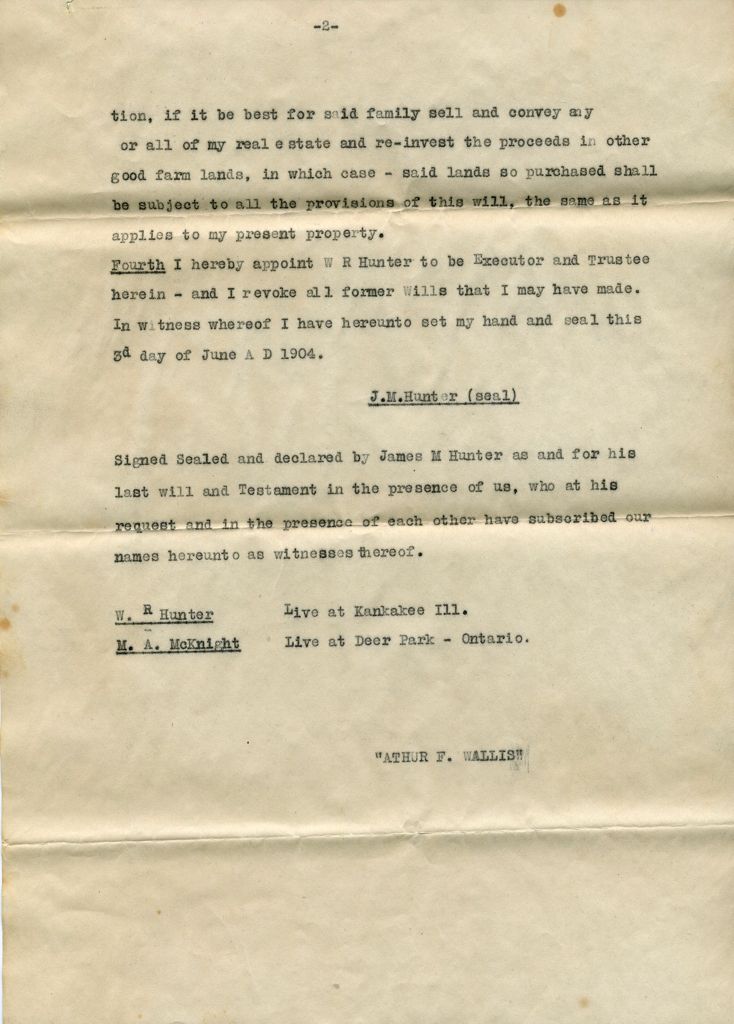 -2-
tion, if it be best for said family sell and convey any
or all of my real estate and re-invest the proceeds in other
good farm lands, in which case - said lands so purchased shall
be subject to all the provisions of this will, the same as it
applies to my present property.
Fourth I hereby appoint W R Hunter to be Executor and Trustee
herein - and I revoke all former Wills that I may have made.
In witness whereof I have hereunto set my hand and seal this
3d day of June A D 1904.
J.M.Hunter (seal)
Signed Sealed and declared by James M Hunter as and for his
last will and Testament in the presence of us, who at his
request and in the presence of each other have subscribed our
names hereunto as witnesses thereof.
W. R Hunter Live at Kankakee Ill.
M. A. McKnight Live at Deer Park - Ontario.
"ATHUR F. WALLIS"